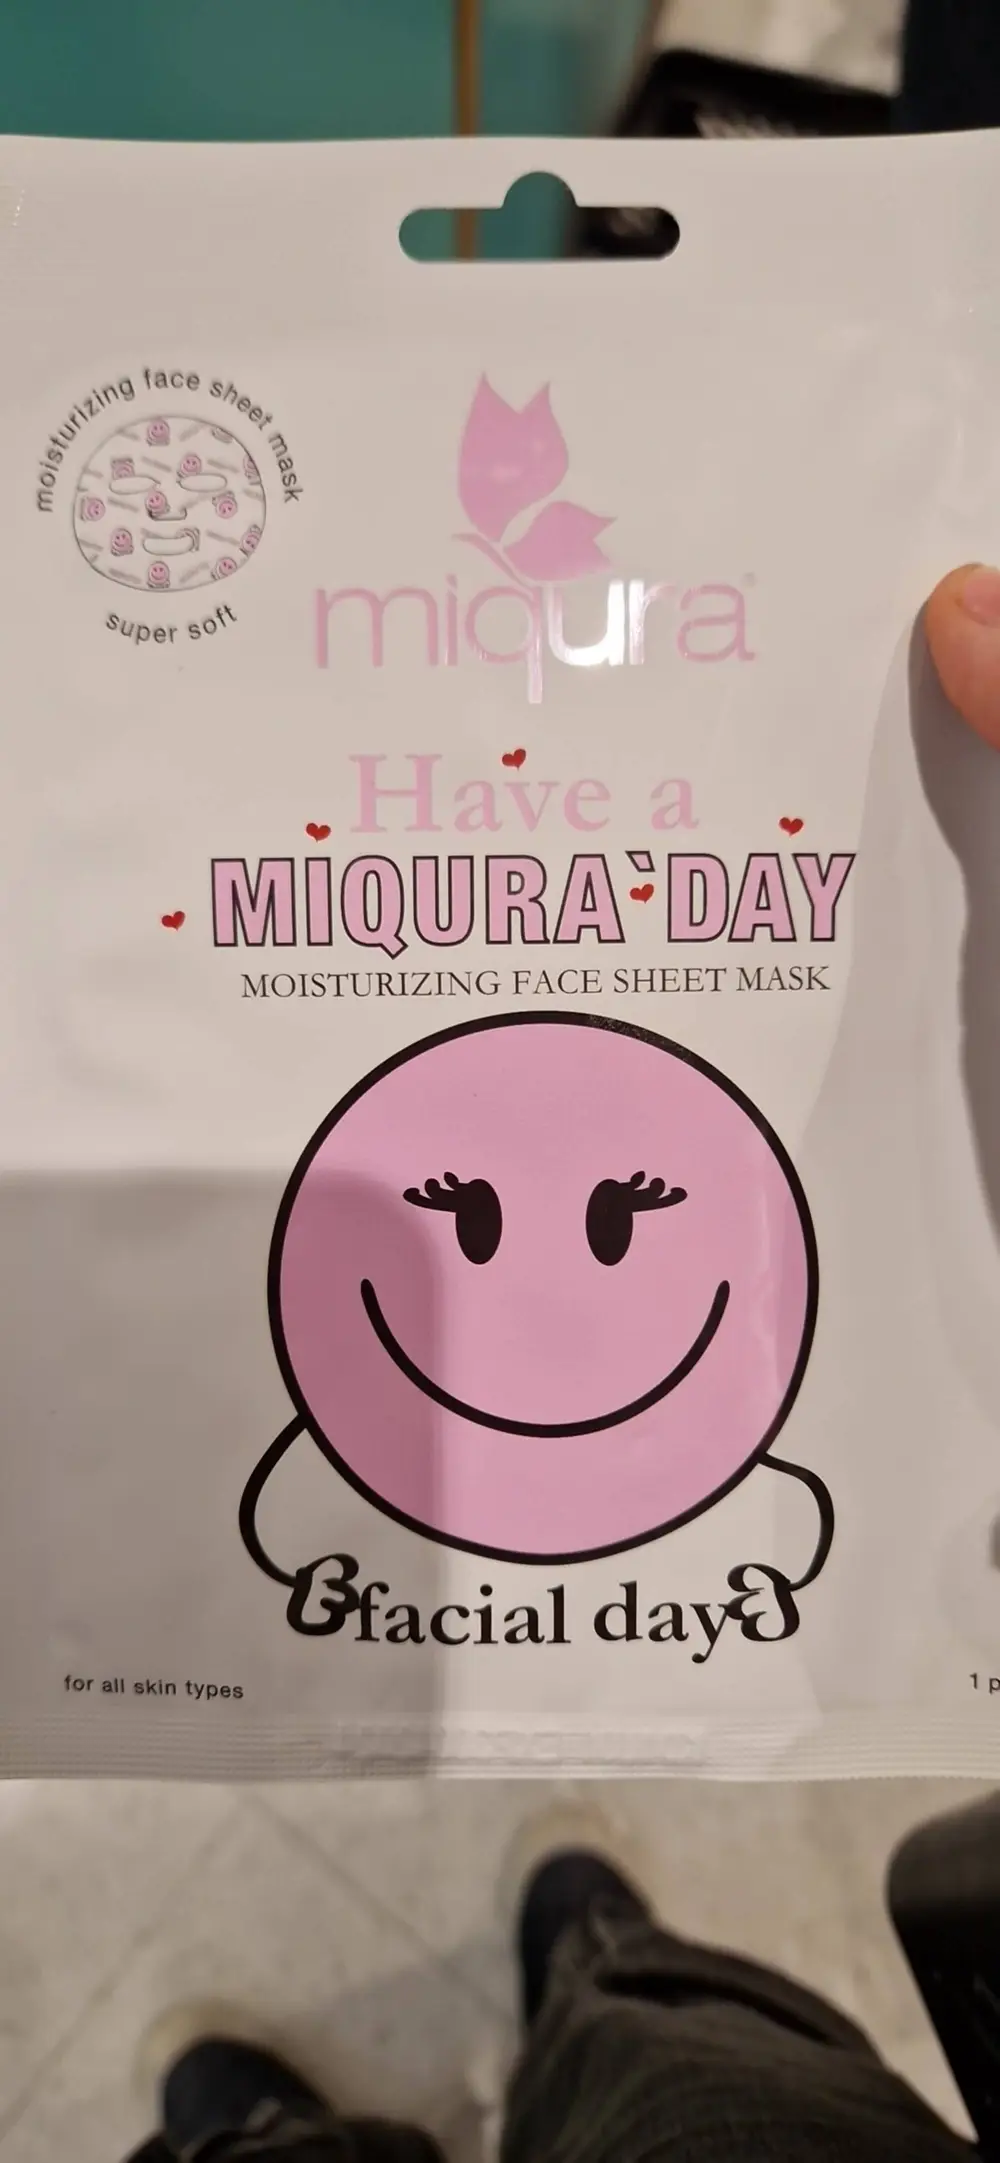 moisturizing face sheet mask
super soft
miqura
Have a
MIQURA`DAY
MOISTURIZING FACE SHEET MASK
facial day
for all skin types
1